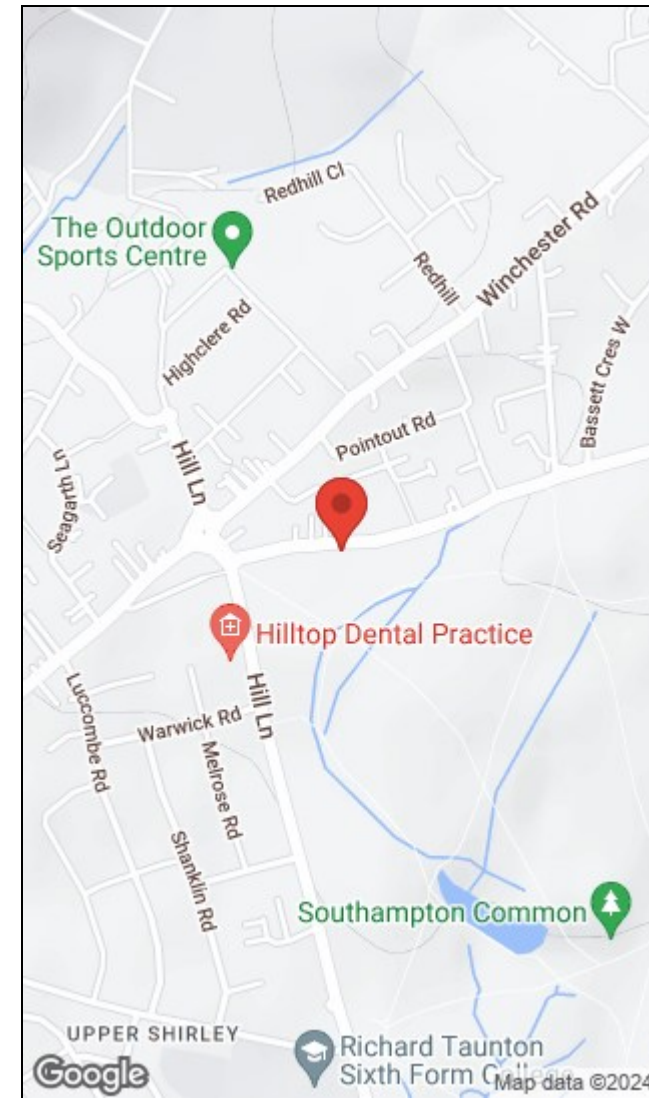 Redhill Cl
The Outdoor
Sports Centre
Redhill
Winchester Rd
Highclere Rd
Bassett Cres W
Pointout Rd
Hill Ln
Seagarth Ln
Hilltop Dental Practice
Hill Ln
Luccombe Rd
Warwick Rd
Melrose Rd
Shanklin Rd
Southampton Common
UPPER SHIRLEY
Richard Taunton
Sixth Form College
Google
Map data ©2024